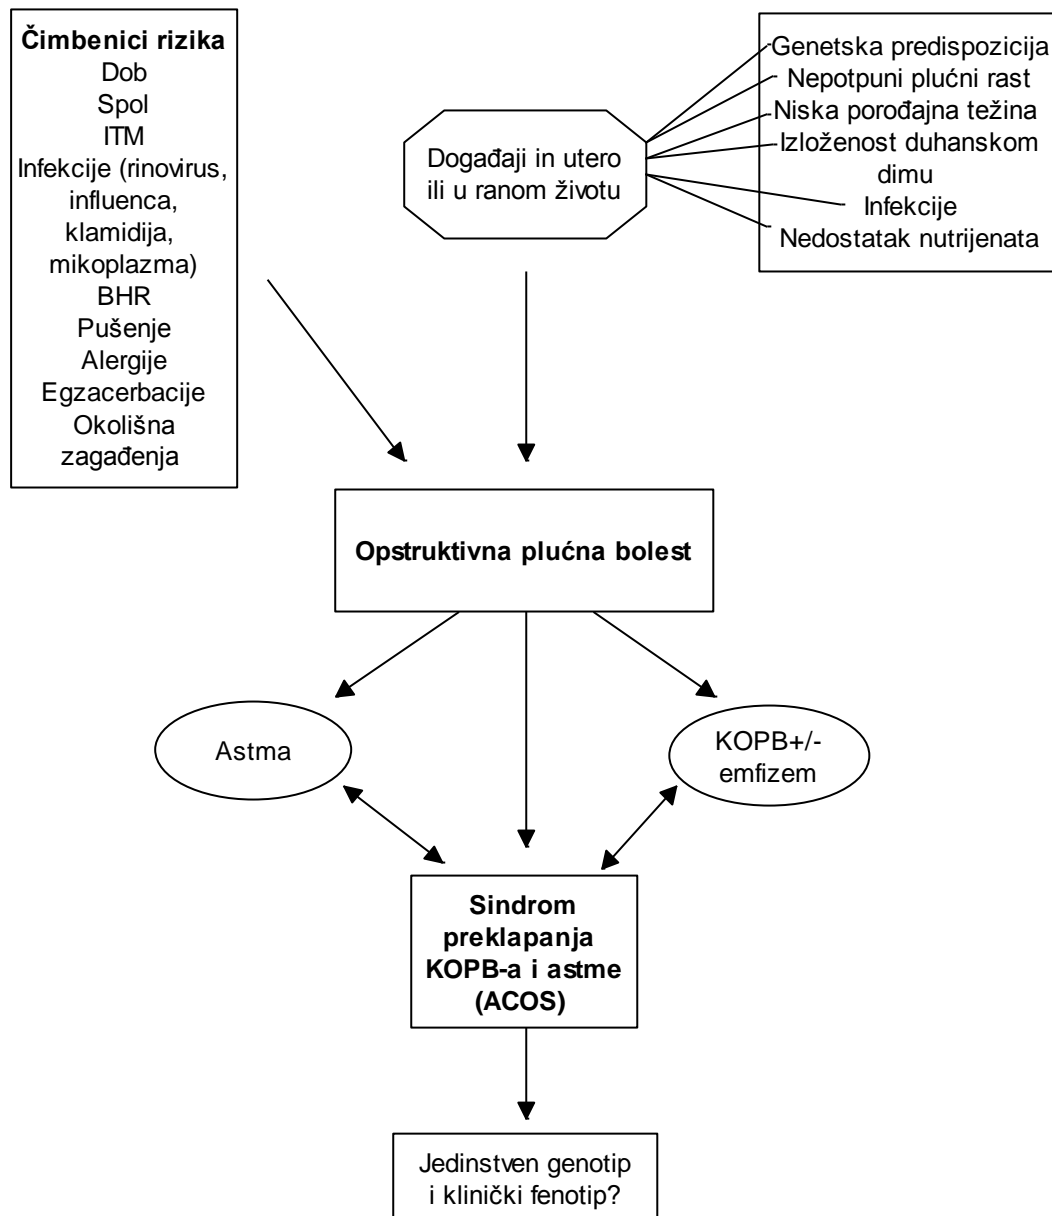 Čimbenici rizika
Dob
Spol
ITM
Infekcije (rinovirus,
influenca,
klamidija,
mikoplazma)
BHR
Pušenje
Alergije
Egzacerbacije
Okolišna
zagađenja
Događaji in utero
ili u ranom životu
Genetska predispozicija
Nepotpuni plućni rast
Niska porođajna težina
Izloženost duhanskom
dimu
Infekcije
Nedostatak nutrijenata
Opstruktivna plućna bolest
Astma
KOPB+/-
emfizem
Sindrom
preklapanja
KOPB-a i astme
(ACOS)
Jedinstven genotip
i klinički fenotip?